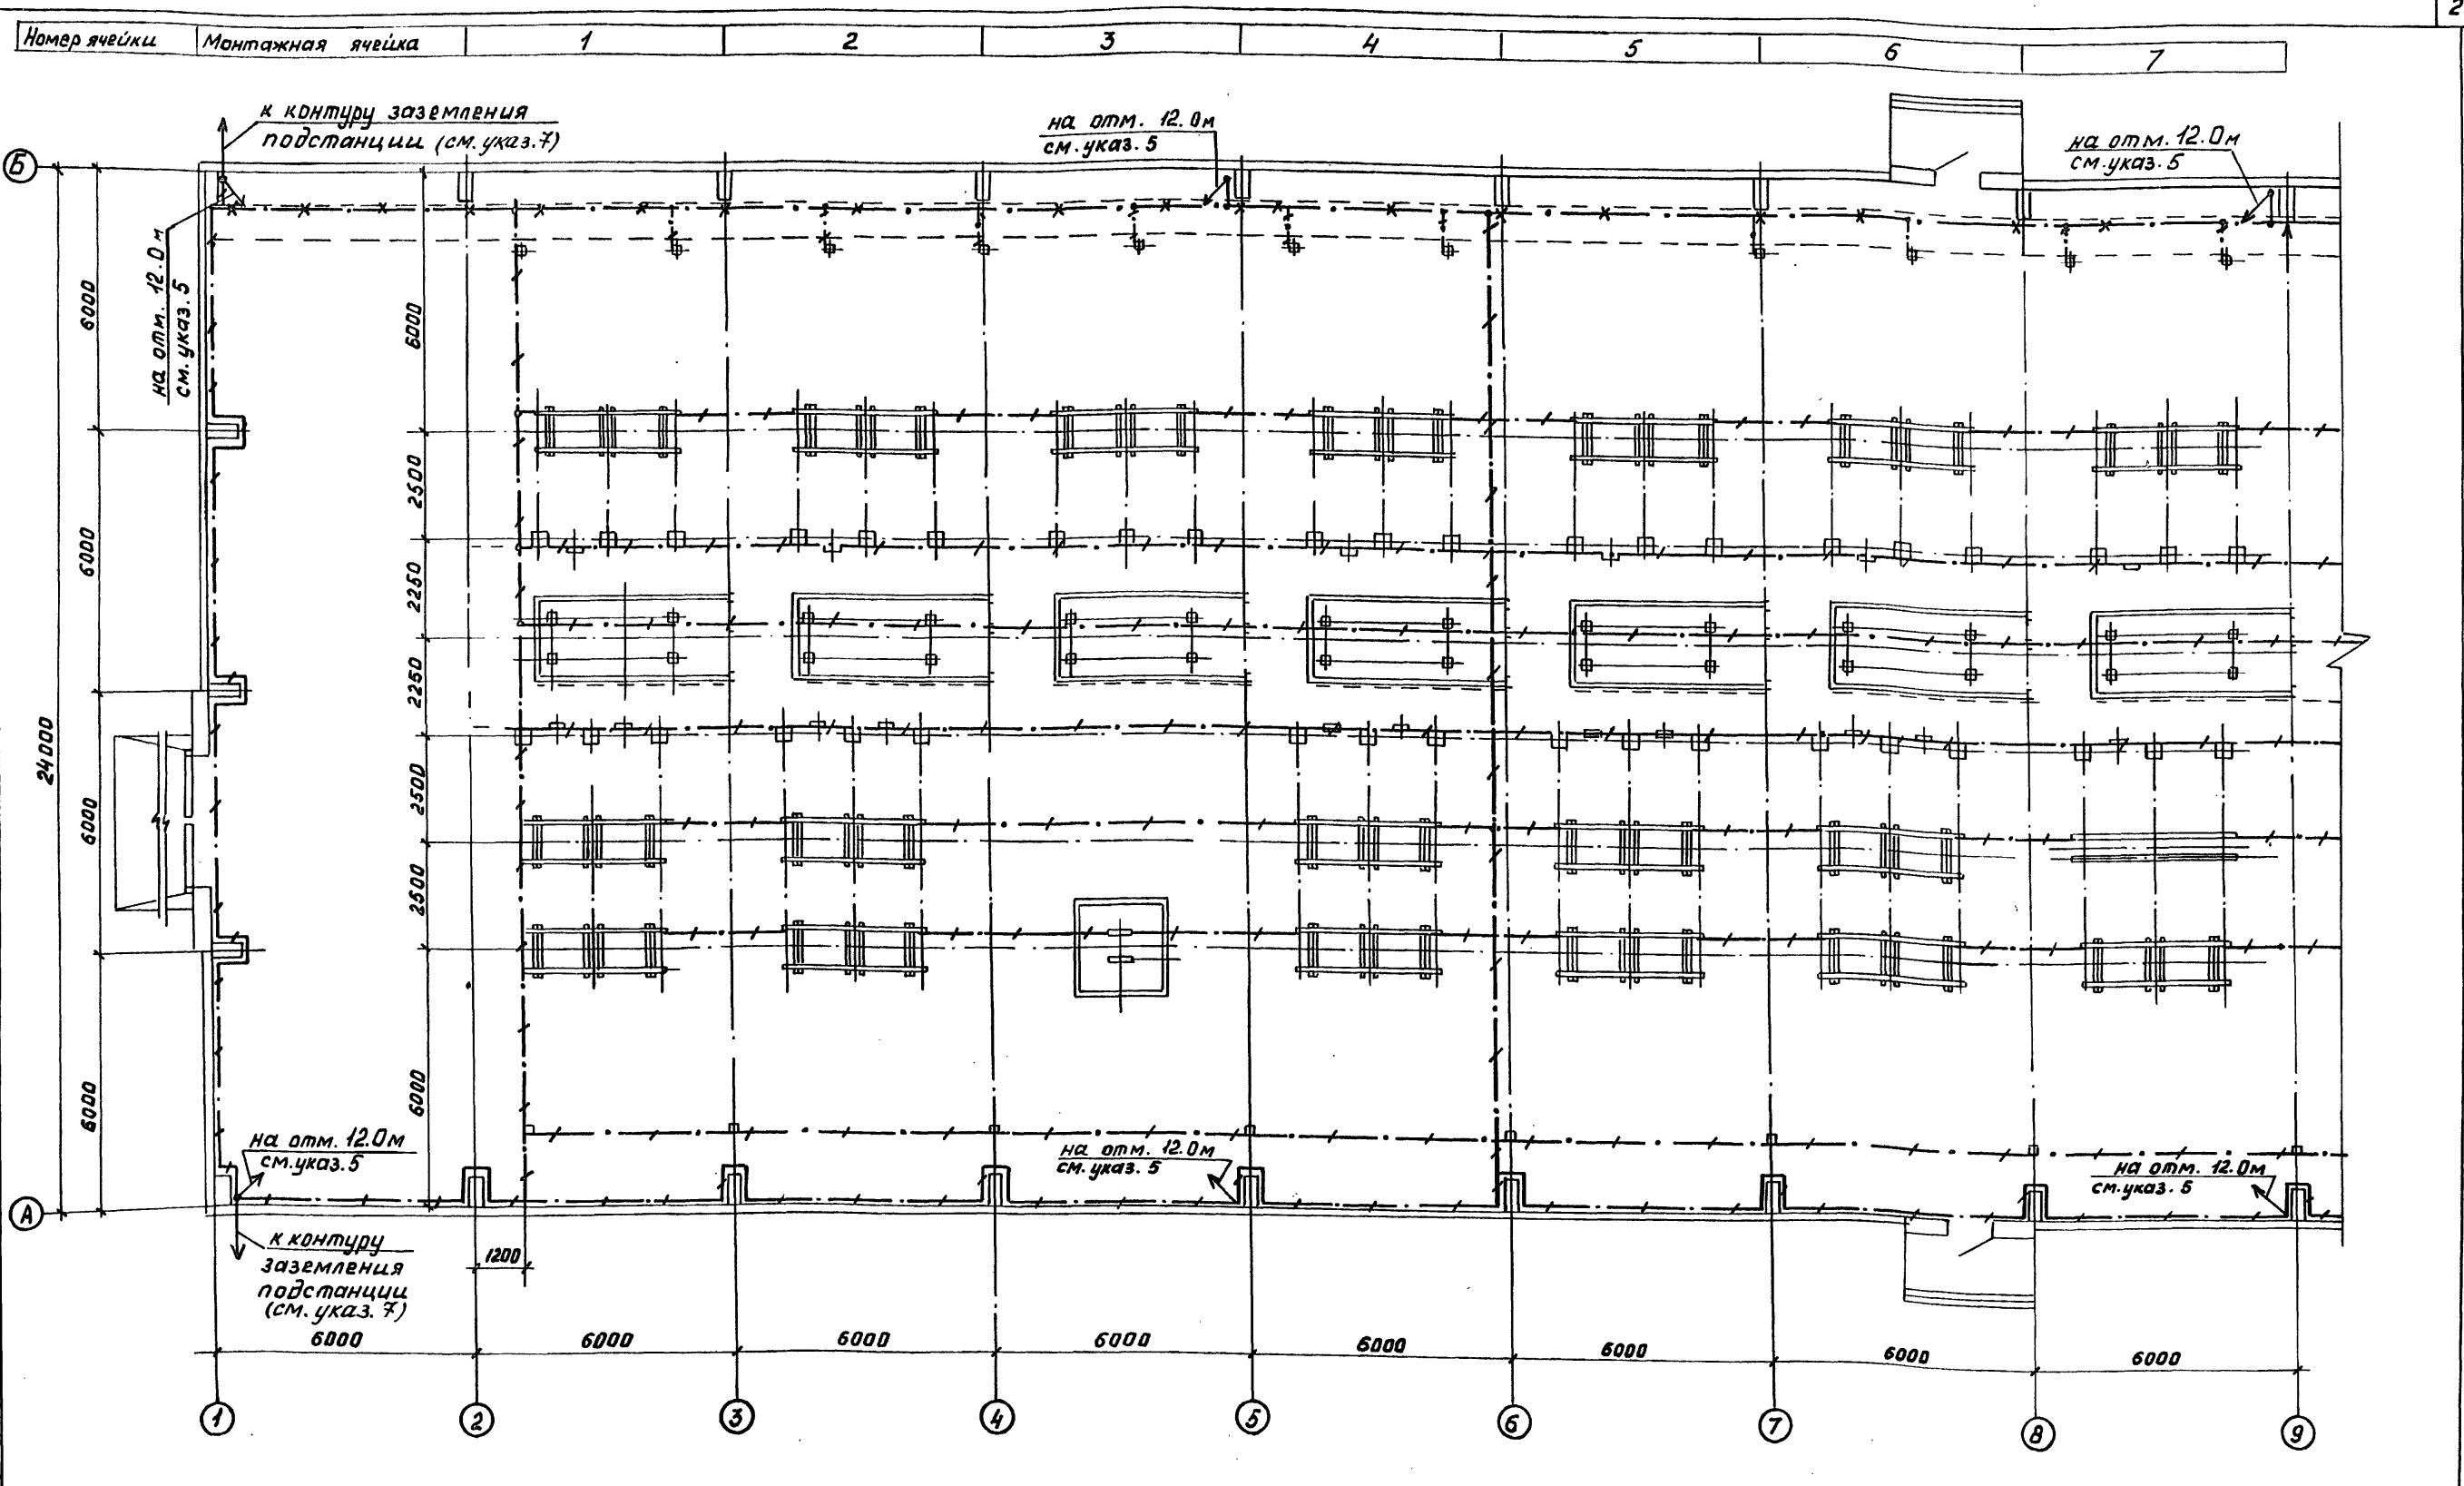 2
Номер ячейки Монтажная ячейка 1 2 3 4 5 6 7
к контуру заземления
подстанции (см. указ. 7)
на отм. 12.0м
см. указ. 5
на отм. 12.0м
см. указ. 5
Б
на отм. 12.0м
см. указ. 5
6000
6000
6000
6000
24000
6000
2500
2250
2250
2500
2500
6000
на отм. 12.0м
см. указ. 5
на отм. 12.0м
см. указ. 5
на отм. 12.0м
см. указ. 5
А
к контуру
заземления
подстанции
(см. указ. 7)
1200
6000 6000 6000 6000 6000 6000 6000 6000
1 2 3 4 5 6 7 8 9